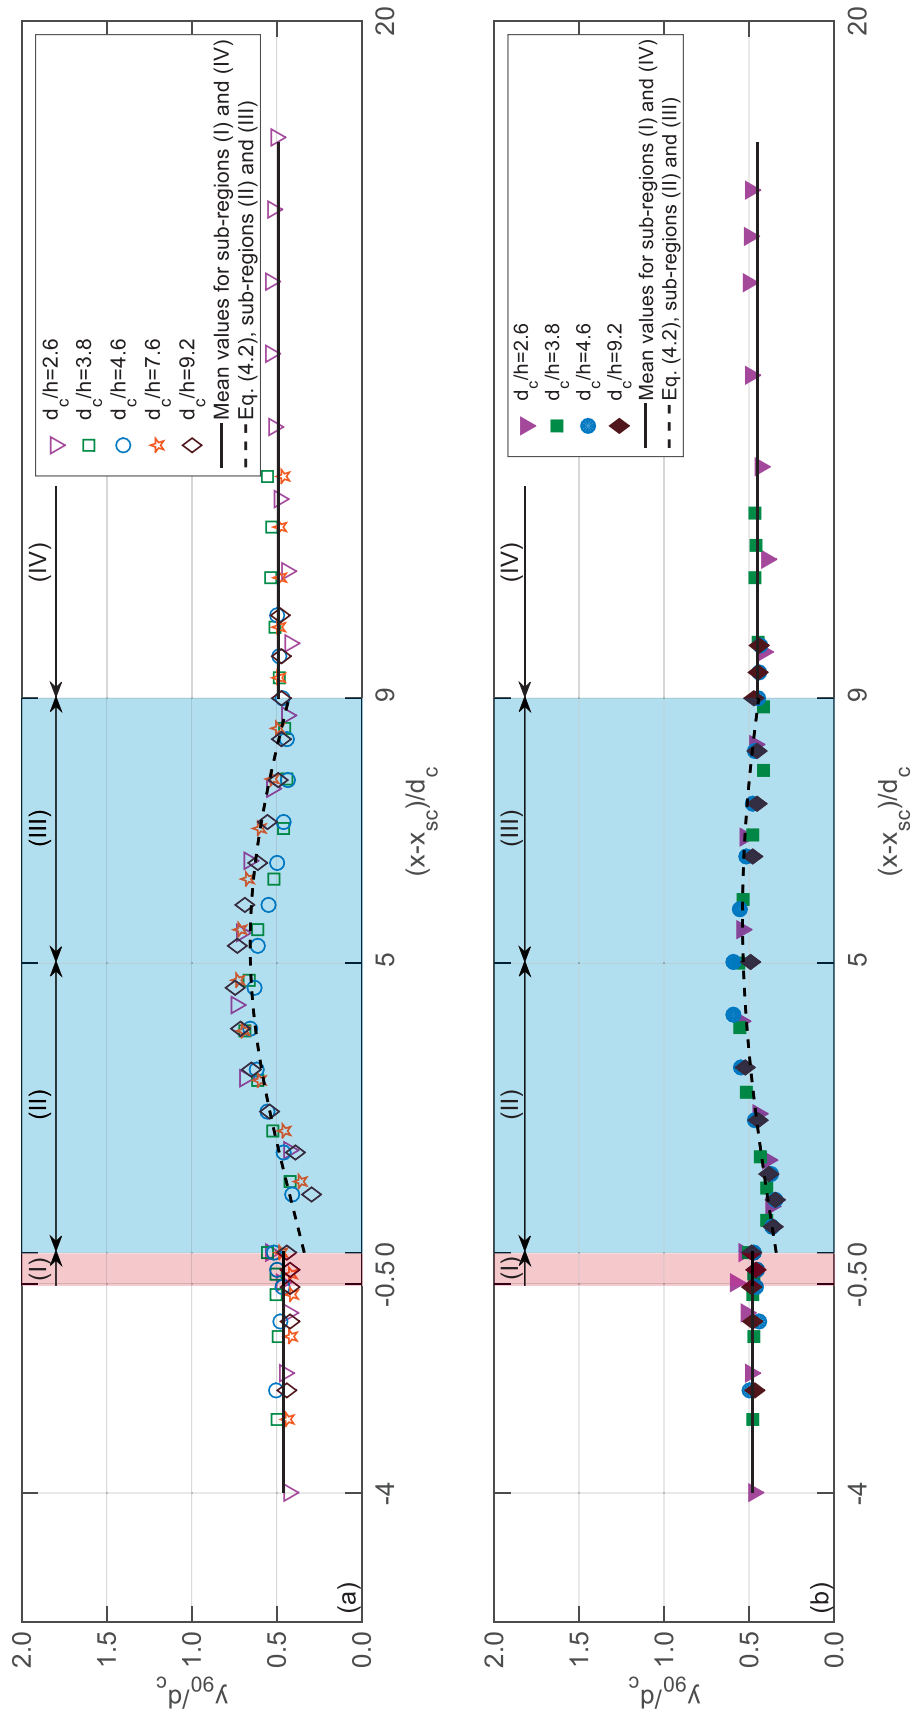 2.0
1.5
1.0
0.5
0.0
y90/dc
(a)
-4
-0.5
0
5
9
20
(x-xsc)/dc
(I)
(II)
(III)
(IV)
dc/h=2.6
dc/h=3.8
dc/h=4.6
dc/h=7.6
dc/h=9.2
Mean values for sub-regions (I) and (IV)
Eq. (4.2), sub-regions (II) and (III)
2.0
1.5
1.0
0.5
0.0
y90/dc
(b)
-4
-0.5
0
5
9
20
(x-xsc)/dc
(I)
(II)
(III)
(IV)
dc/h=2.6
dc/h=3.8
dc/h=4.6
dc/h=9.2
Mean values for sub-regions (I) and (IV)
Eq. (4.2), sub-regions (II) and (III)